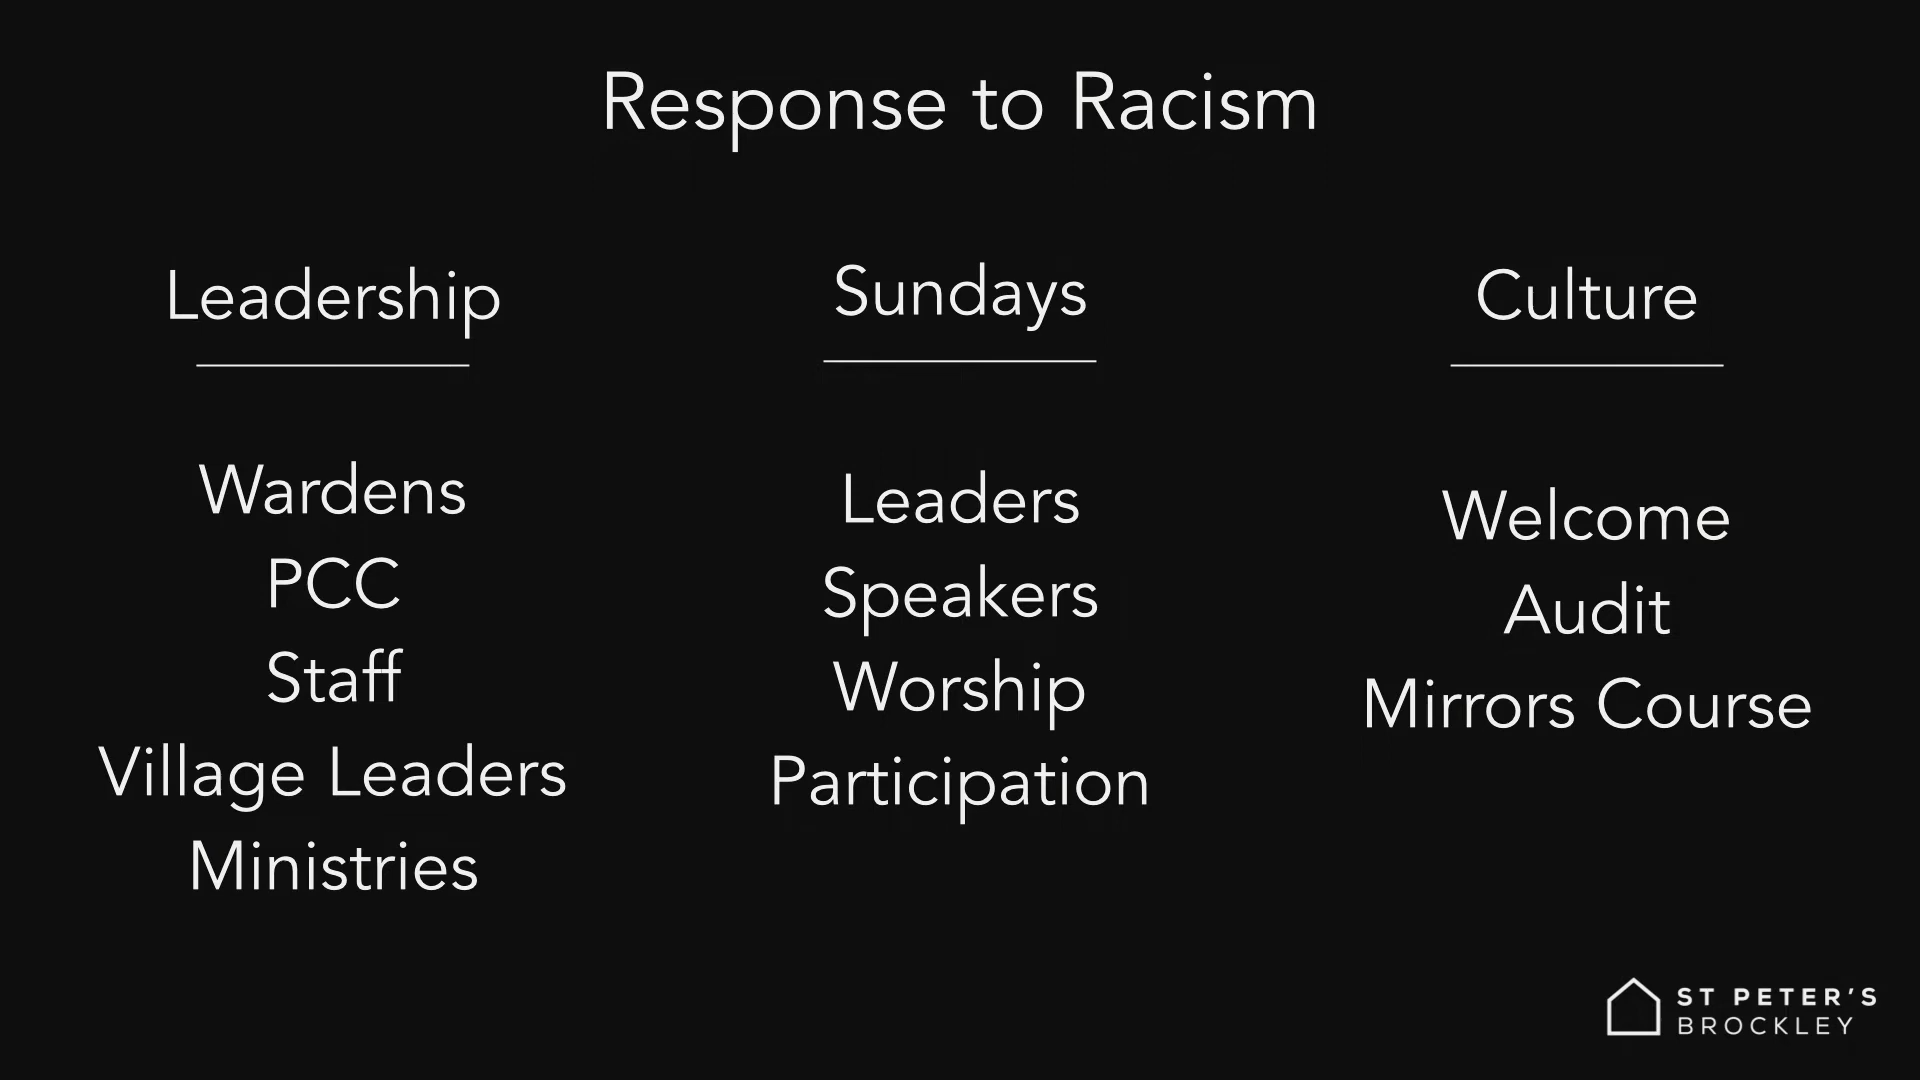 Response to Racism
Leadership
Wardens
PCC
Staff
Village Leaders
Ministries
Sundays
Leaders
Speakers
Worship
Participation
Culture
Welcome
Audit
Mirrors Course
ST PETER'S
BROCKLEY